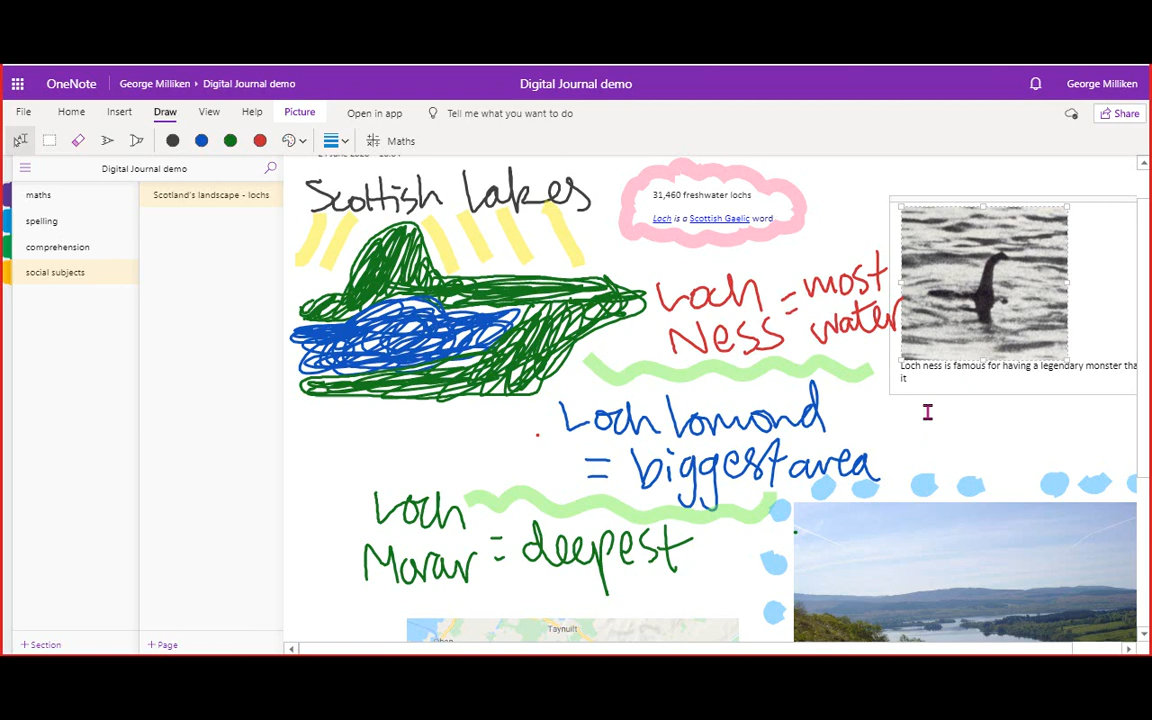 OneNote
George Milliken › Digital Journal demo
Digital Journal demo
George Milliken
File Home Insert Draw View Help Picture Open in app Tell me what you want to do
Share
Maths
Digital Journal demo
maths
spelling
comprehension
social subjects
+ Section
Scotland's landscape - lochs
+ Page
Scottish Lakes
31,460 freshwater lochs
Loch is a Scottish Gaelic word
Loch Ness = most water
Loch ness is famous for having a legendary monster tha
it
Loch Lomond
= biggest area
Loch
Morar = deepest
Taynuilt